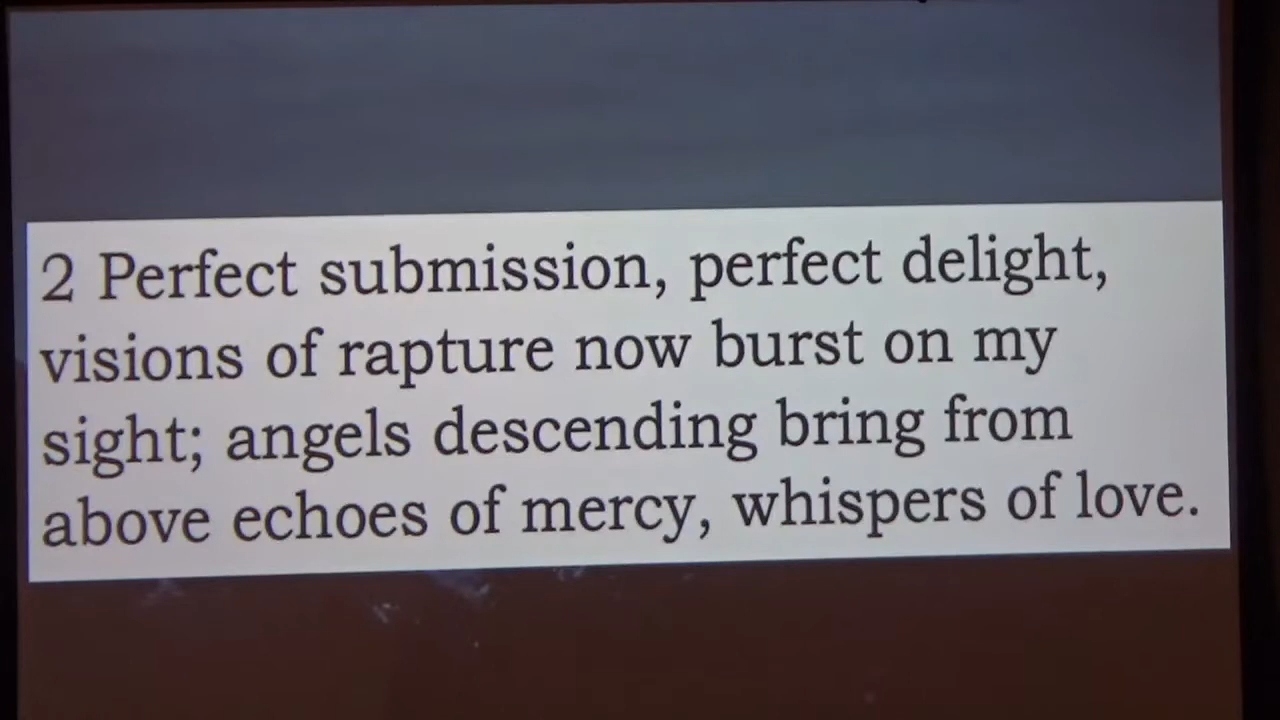 2 Perfect submission, perfect delight,
visions of rapture now burst on my
sight; angels descending bring from
above echoes of mercy, whispers of love.